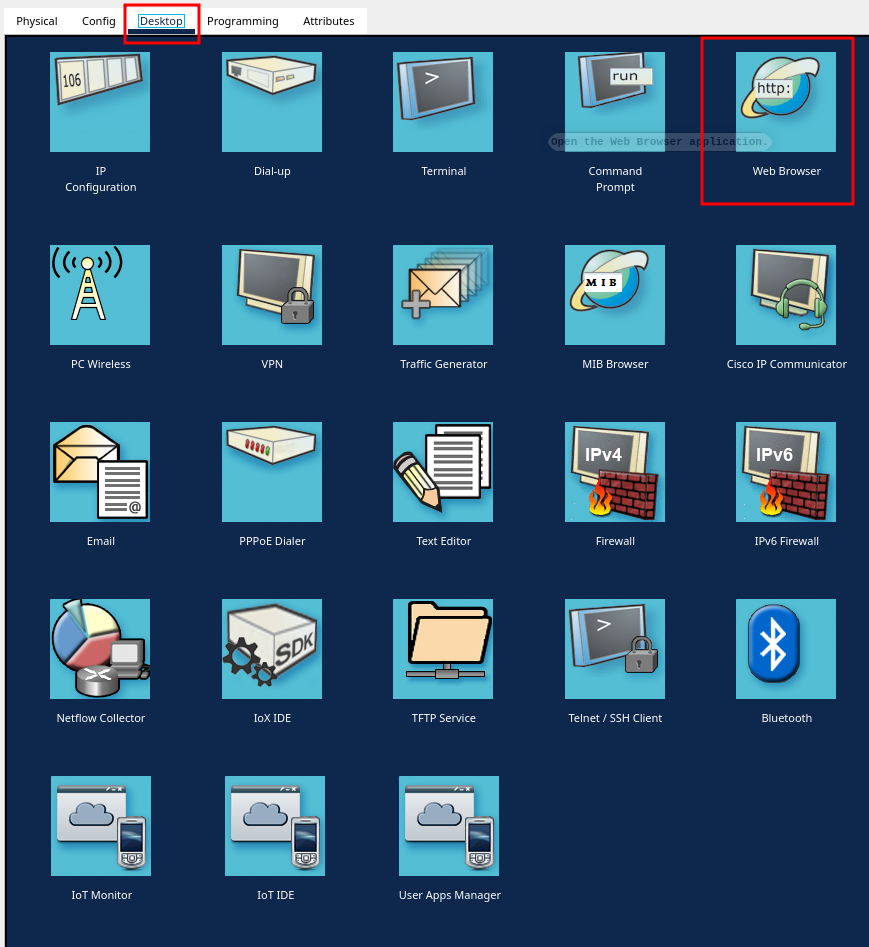 Physical Config Desktop Programming Attributes
106
>
run
http:
Open the Web Browser application.
IP
Configuration
Dial-up
Terminal
Command
Prompt
Web Browser
MIB
PC Wireless
VPN
Traffic Generator
MIB Browser
Cisco IP Communicator
@
IPv4
IPv6
Email
PPPoE Dialer
Text Editor
Firewall
IPv6 Firewall
SDK
>
Netflow Collector
IoX IDE
TFTP Service
Telnet / SSH Client
Bluetooth
IoT Monitor
IoT IDE
User Apps Manager